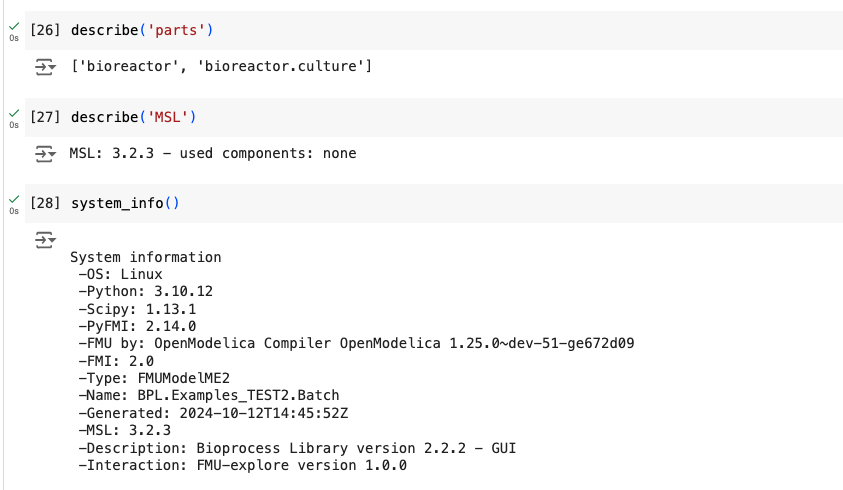 [26] describe('parts')
0s
['bioreactor', 'bioreactor.culture']
[27] describe('MSL')
0s
MSL: 3.2.3 – used components: none
[28] system_info()
0s
System information
-OS: Linux
-Python: 3.10.12
-Scipy: 1.13.1
-PyFMI: 2.14.0
-FMU by: OpenModelica Compiler OpenModelica 1.25.0~dev-51-ge672d09
-FMI: 2.0
-Type: FMUModelME2
-Name: BPL.Examples_TEST2.Batch
-Generated: 2024-10-12T14:45:52Z
-MSL: 3.2.3
-Description: Bioprocess Library version 2.2.2 – GUI
-Interaction: FMU-explore version 1.0.0